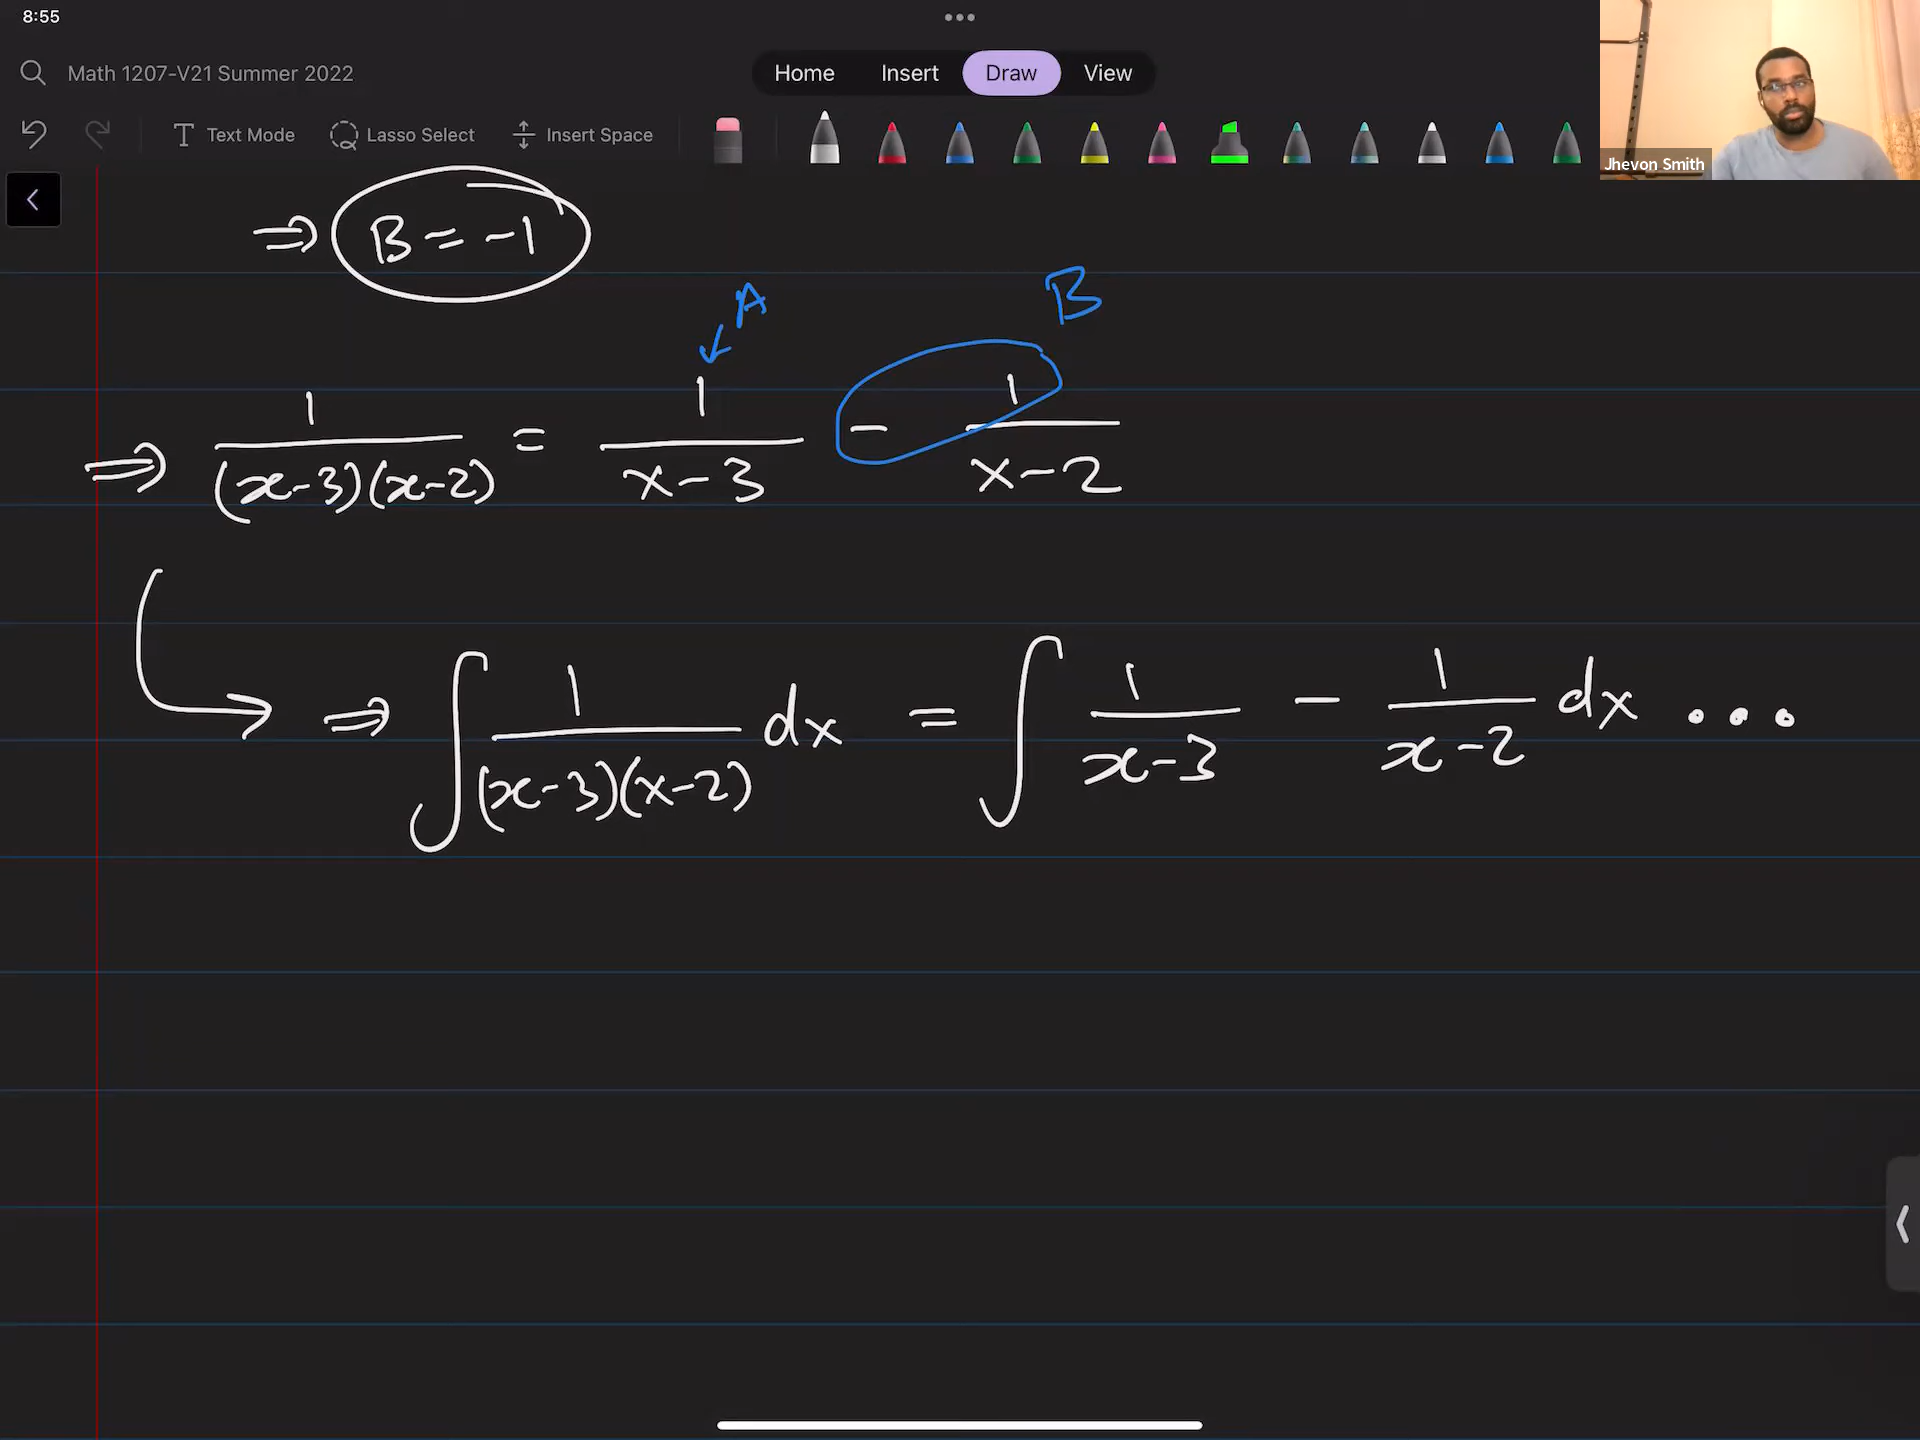 8:55
Math 1207-V21 Summer 2022
Home Insert Draw View
Text Mode Lasso Select Insert Space
Jhevon Smith
⇒ B = -1
A B
⇒ 1/((x-3)(x-2)) = 1/(x-3) - 1/(x-2)
⇒ ∫ 1/((x-3)(x-2)) dx = ∫ 1/(x-3) - 1/(x-2) dx ...